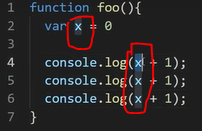 1 function foo(){
2 var x = 0
3
4 console.log(x + 1);
5 console.log(x + 1);
6 console.log(x + 1);
7 }